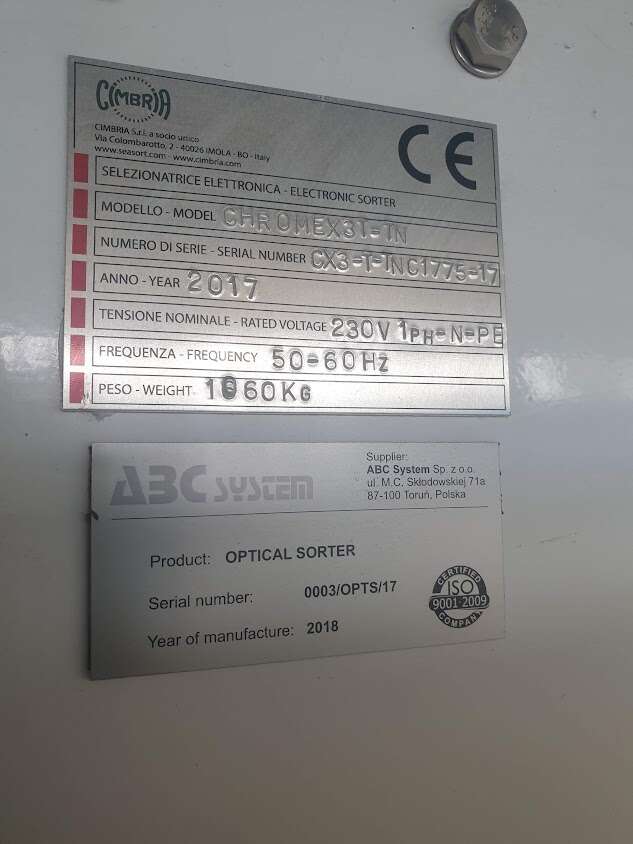 CIMBRIA
CIMBRIA S.r.l. a socio unico
Via Colombarotto, 2 - 40026 IMOLA - BO - Italy
www.seasort.com - www.cimbria.com
CE
SELEZIONATRICE ELETTRONICA - ELECTRONIC SORTER
MODELLO - MODEL CHROMEX3T-IN
NUMERO DI SERIE - SERIAL NUMBER CX3-T-INC1775-17
ANNO - YEAR 2017
TENSIONE NOMINALE - RATED VOLTAGE 230V 1PH-N-PE
FREQUENZA - FREQUENCY 50-60Hz
PESO - WEIGHT
ABC SYSTEM
Supplier:
ABC System Sp. z o.o.
ul. M.C. Skłodowskiej 71a
87-100 Toruń, Polska
Product: OPTICAL SORTER
Serial number: 0003/OPTS/17
Year of manufacture: 2018
CERTIFIED
ISO
9001-2009
COMPANY